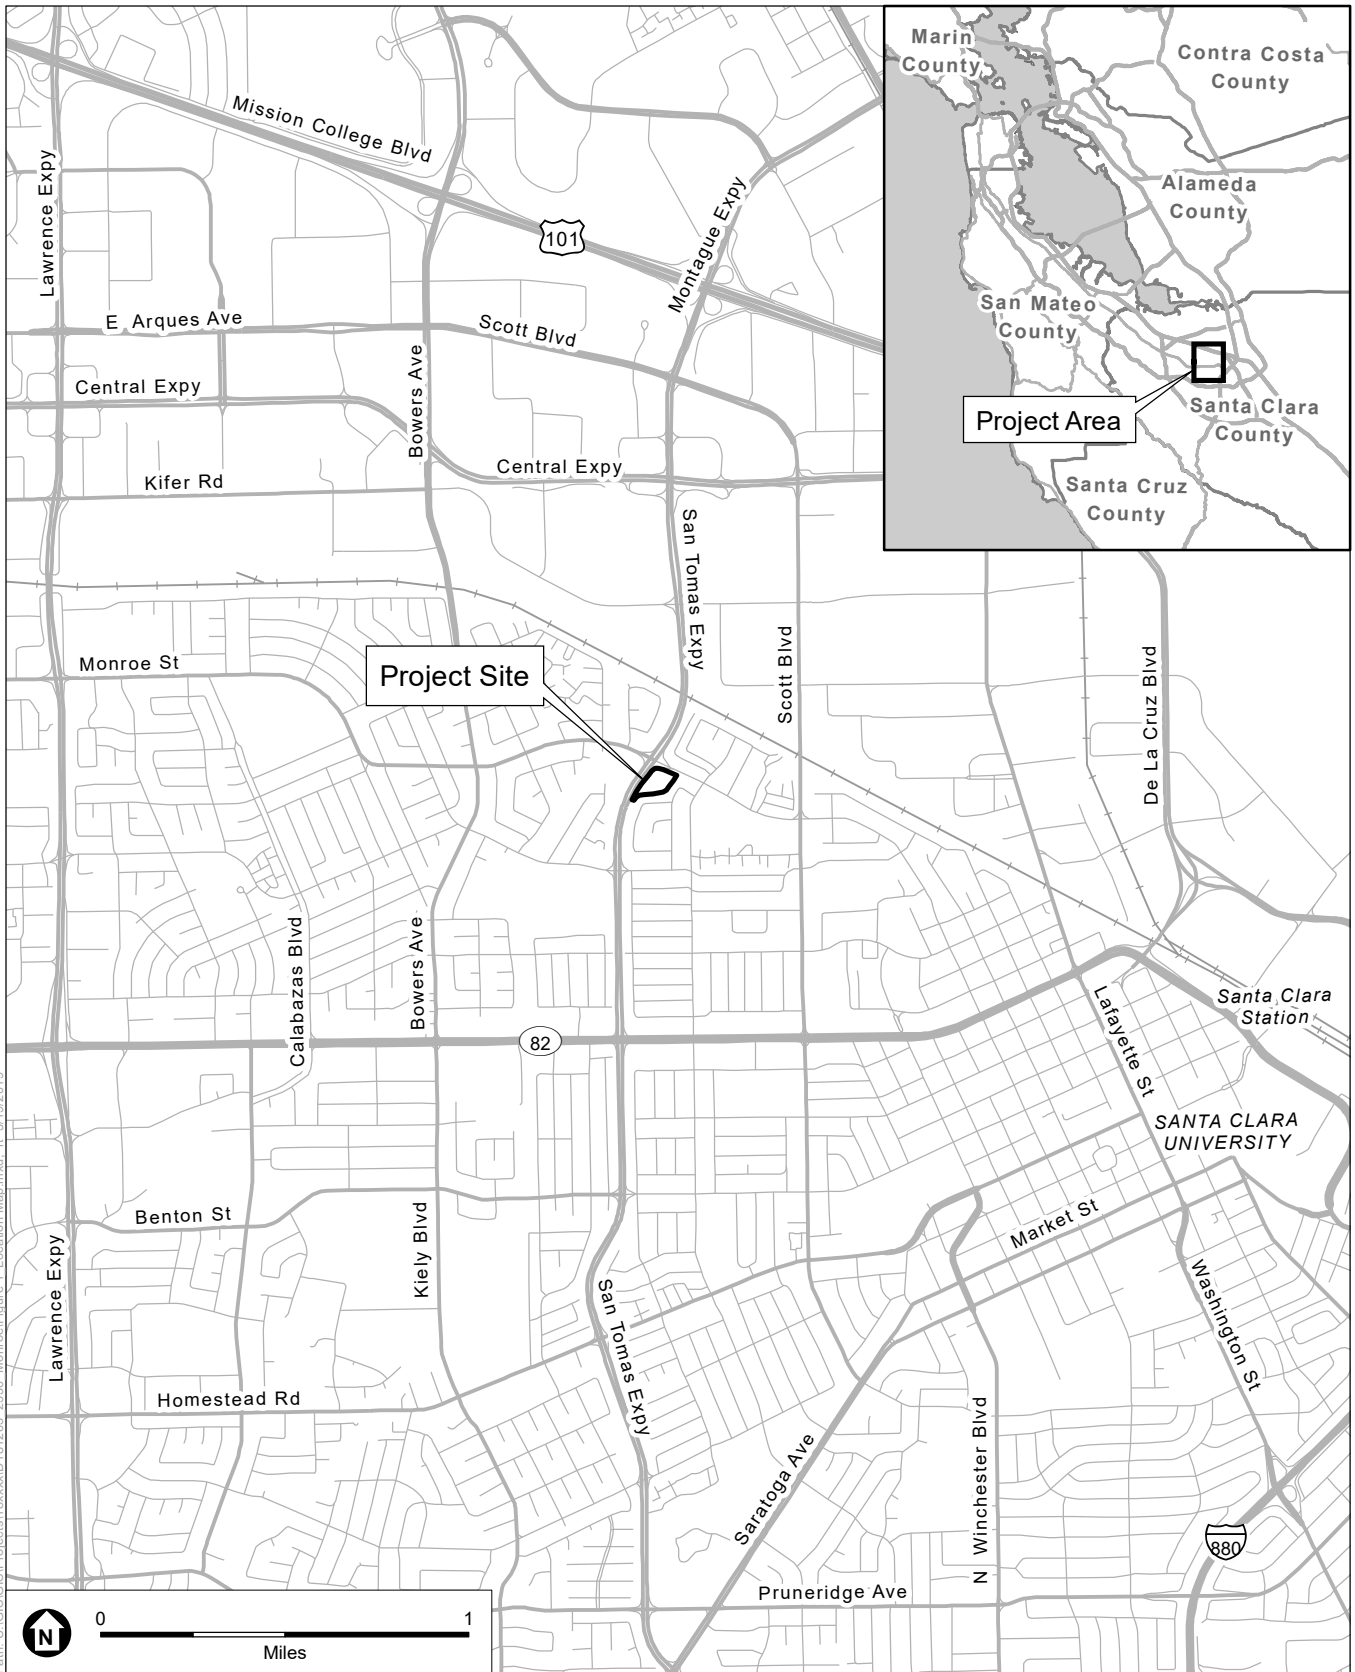 Marin
County
Contra Costa
County
Alameda
County
San Mateo
County
Project Area
Santa Clara
County
Santa Cruz
County
Mission College Blvd
Lawrence Expy
101
Montague Expy
E Arques Ave
Scott Blvd
Central Expy
Bowers Ave
Central Expy
Kifer Rd
San Tomas Expy
Monroe St
Project Site
Scott Blvd
De La Cruz Blvd
Calabazas Blvd
Bowers Ave
82
Lafayette St
Santa Clara
Station
SANTA CLARA
UNIVERSITY
Benton St
Kiely Blvd
Market St
Lawrence Expy
San Tomas Expy
Washington St
Homestead Rd
Saratoga Ave
N Winchester Blvd
880
Pruneridge Ave
N
0 1
Miles